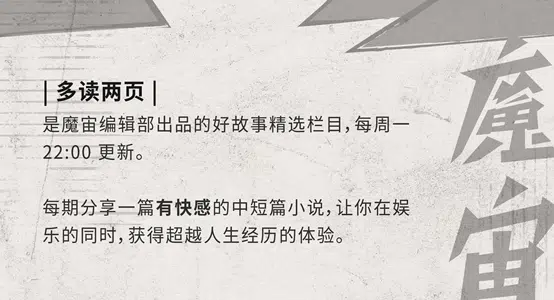 | 多读两页 |
是魔宙编辑部出品的好故事精选栏目,每周一
22:00 更新。
每期分享一篇有快感的中短篇小说,让你在娱
乐的同时,获得超越人生经历的体验。
魔宙